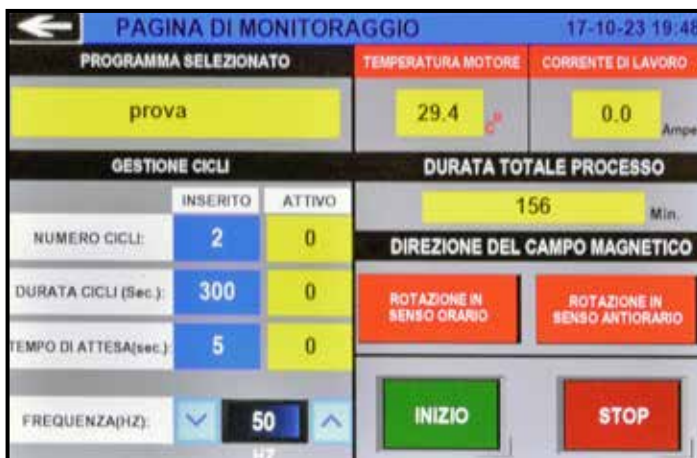 PAGINA DI MONITORAGGIO
17-10-23 19:48
PROGRAMMA SELEZIONATO
TEMPERATURA MOTORE
CORRENTE DI LAVORO
prova
29.4
C°
0.0
Ampe
GESTIONE CICLI
DURATA TOTALE PROCESSO
INSERITO
ATTIVO
156
Min.
NUMERO CICLI:
2
0
DIREZIONE DEL CAMPO MAGNETICO
DURATA CICLI (Sec.):
300
0
ROTAZIONE IN
SENSO ORARIO
ROTAZIONE IN
SENSO ANTIORARIO
TEMPO DI ATTESA(sec.):
5
0
FREQUENZA(HZ):
50
HZ
INIZIO
STOP